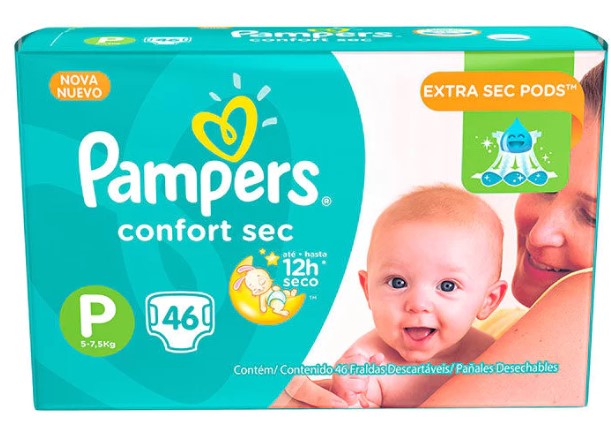 P
46
Pampers
confort sec
NOVA
NUEVO
EXTRA SEC PODS™
Pampers®
confort sec
até • hasta
12h*
seco
™
P
5-7,5Kg
46
Contém/ Contenido 46 Fraldas Descartáveis/ Pañales Desechables